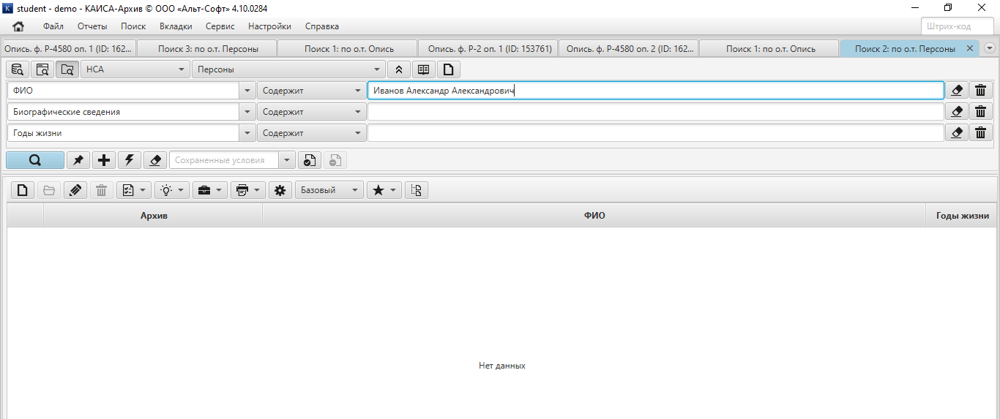 student - demo - КАИСА-Архив © ООО «Альт-Софт» 4.10.0284
Файл Отчеты Поиск Вкладки Сервис Настройки Справка Штрих-код
Опись. ф. Р-4580 оп. 1 (ID: 162... Поиск 3: по о.т. Персоны Поиск 1: по о.т. Опись Опись. ф. Р-2 оп. 1 (ID: 153761) Опись. ф. Р-4580 оп. 2 (ID: 162... Поиск 1: по о.т. Опись Поиск 2: по о.т. Персоны
НСА Персоны
ФИО Содержит Иванов Александр Александрович
Биографические сведения Содержит
Годы жизни Содержит
Сохраненные условия
Базовый
Архив ФИО Годы жизни
Нет данных